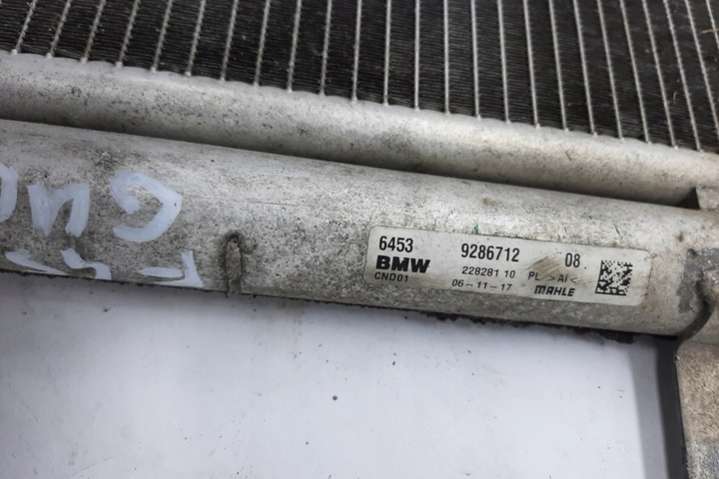 6453 9286712 08
BMW 228281 10 PL >Al<
CND01 06-11-17 MAHLE